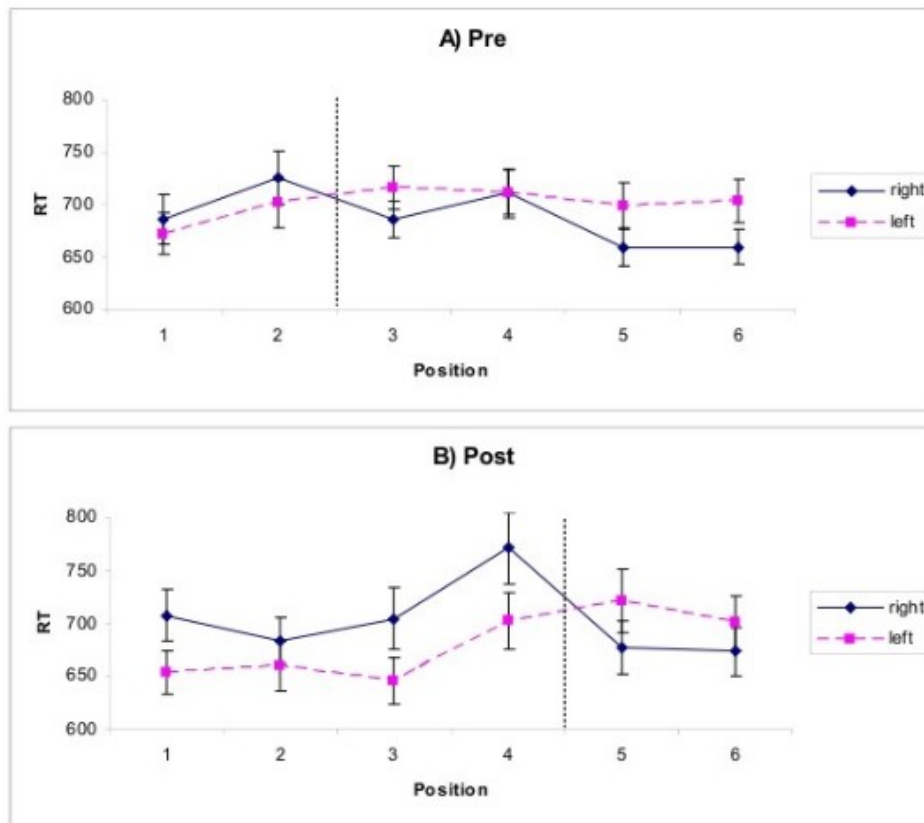 A) Pre
800
750
700
650
600
RT
1 2 3 4 5 6
Position
right
left
B) Post
800
750
700
650
600
RT
1 2 3 4 5 6
Position
right
left